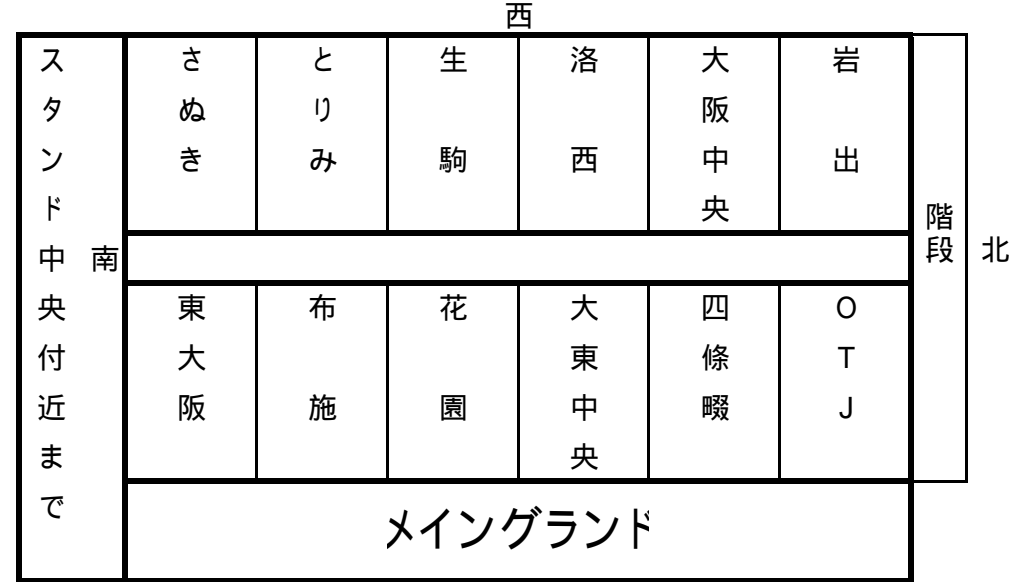 西
スタンド中央付近まで
南
さぬき
とりみ
生駒
洛西
大阪中央
岩出
階段
北
東大阪
布施
花園
大東中央
四條畷
OTJ
メイングランド